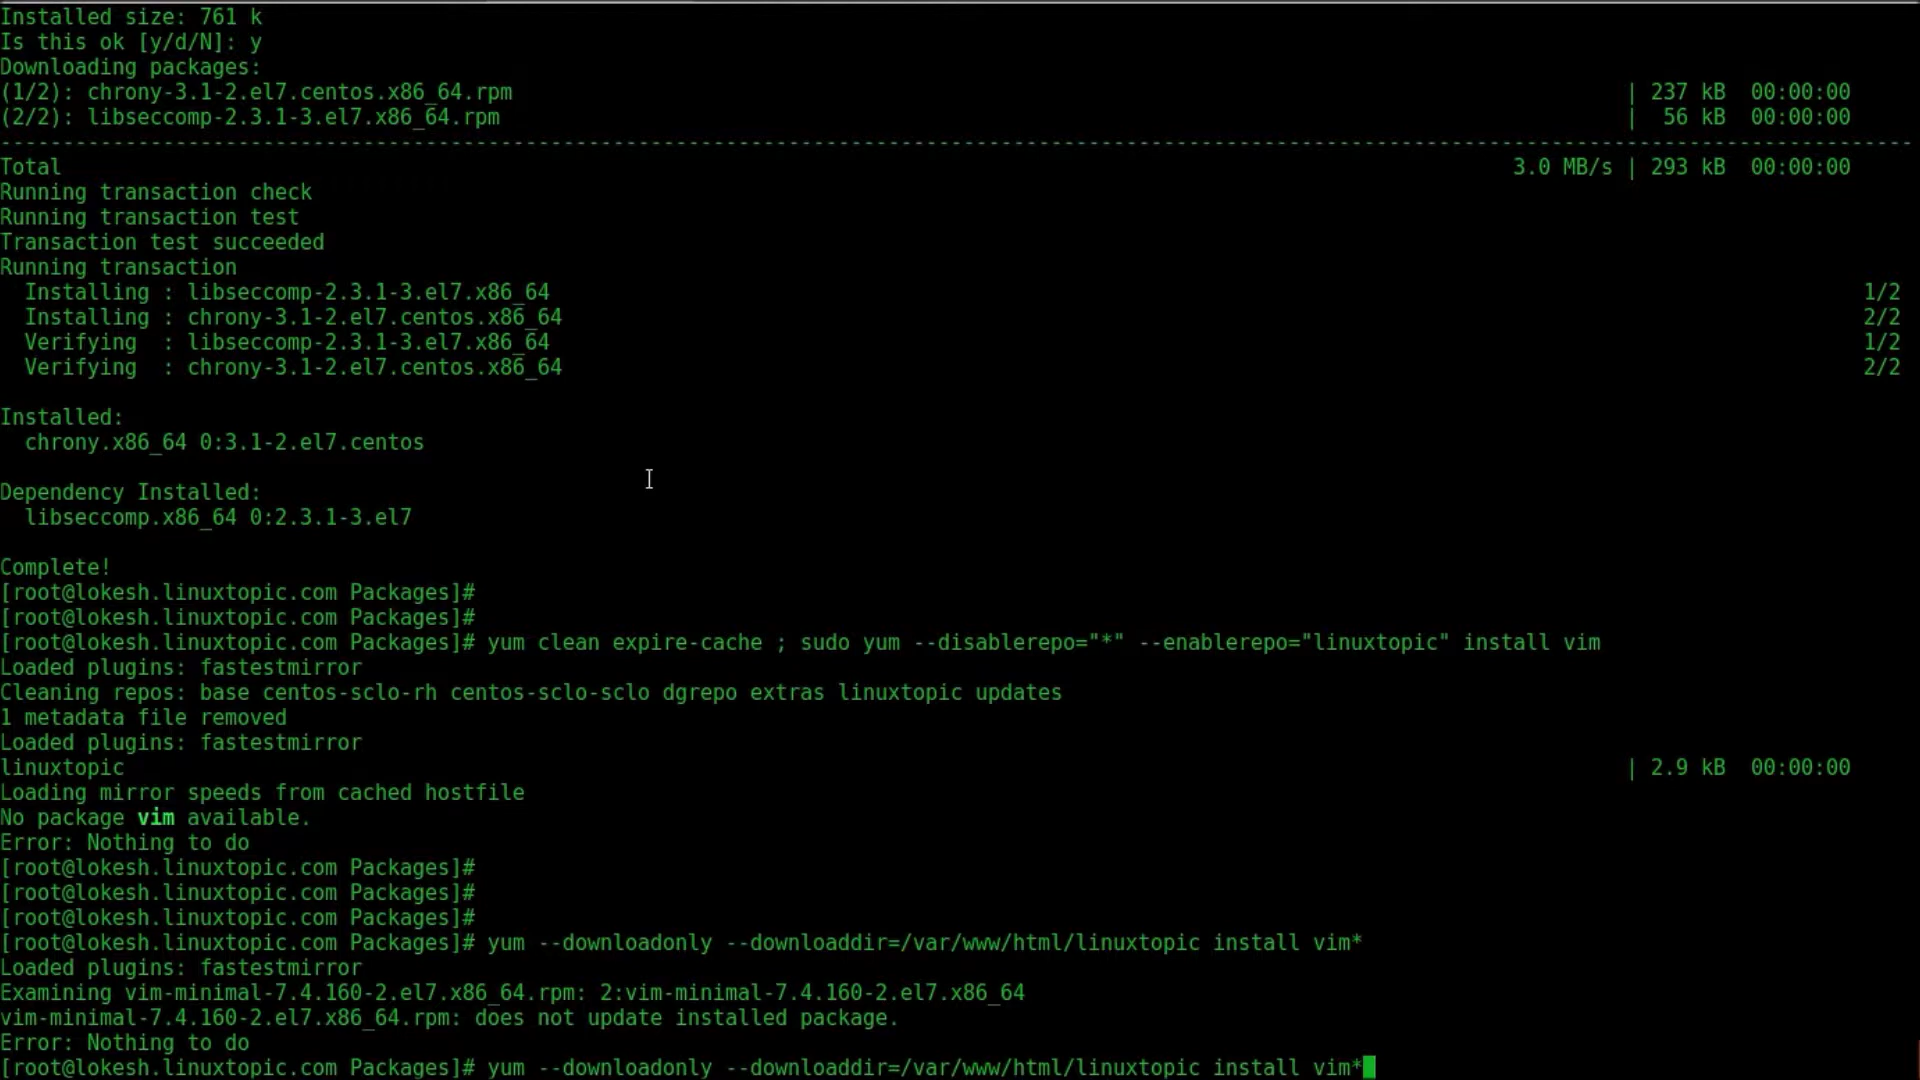 Installed size: 761 k
Is this ok [y/d/N]: y
Downloading packages:
(1/2): chrony-3.1-2.el7.centos.x86_64.rpm | 237 kB 00:00:00
(2/2): libseccomp-2.3.1-3.el7.x86_64.rpm | 56 kB 00:00:00
--------------------------------------------------------------------------------
Total 3.0 MB/s | 293 kB 00:00:00
Running transaction check
Running transaction test
Transaction test succeeded
Running transaction
  Installing : libseccomp-2.3.1-3.el7.x86_64 1/2
  Installing : chrony-3.1-2.el7.centos.x86_64 2/2
  Verifying  : libseccomp-2.3.1-3.el7.x86_64 1/2
  Verifying  : chrony-3.1-2.el7.centos.x86_64 2/2
Installed:
  chrony.x86_64 0:3.1-2.el7.centos
Dependency Installed:
  libseccomp.x86_64 0:2.3.1-3.el7
Complete!
[root@lokesh.linuxtopic.com Packages]#
[root@lokesh.linuxtopic.com Packages]#
[root@lokesh.linuxtopic.com Packages]# yum clean expire-cache ; sudo yum --disablerepo="*" --enablerepo="linuxtopic" install vim
Loaded plugins: fastestmirror
Cleaning repos: base centos-sclo-rh centos-sclo-sclo dgrepo extras linuxtopic updates
1 metadata file removed
Loaded plugins: fastestmirror
linuxtopic | 2.9 kB 00:00:00
Loading mirror speeds from cached hostfile
No package vim available.
Error: Nothing to do
[root@lokesh.linuxtopic.com Packages]#
[root@lokesh.linuxtopic.com Packages]#
[root@lokesh.linuxtopic.com Packages]#
[root@lokesh.linuxtopic.com Packages]# yum --downloadonly --downloaddir=/var/www/html/linuxtopic install vim*
Loaded plugins: fastestmirror
Examining vim-minimal-7.4.160-2.el7.x86_64.rpm: 2:vim-minimal-7.4.160-2.el7.x86_64
vim-minimal-7.4.160-2.el7.x86_64.rpm: does not update installed package.
Error: Nothing to do
[root@lokesh.linuxtopic.com Packages]# yum --downloadonly --downloaddir=/var/www/html/linuxtopic install vim*